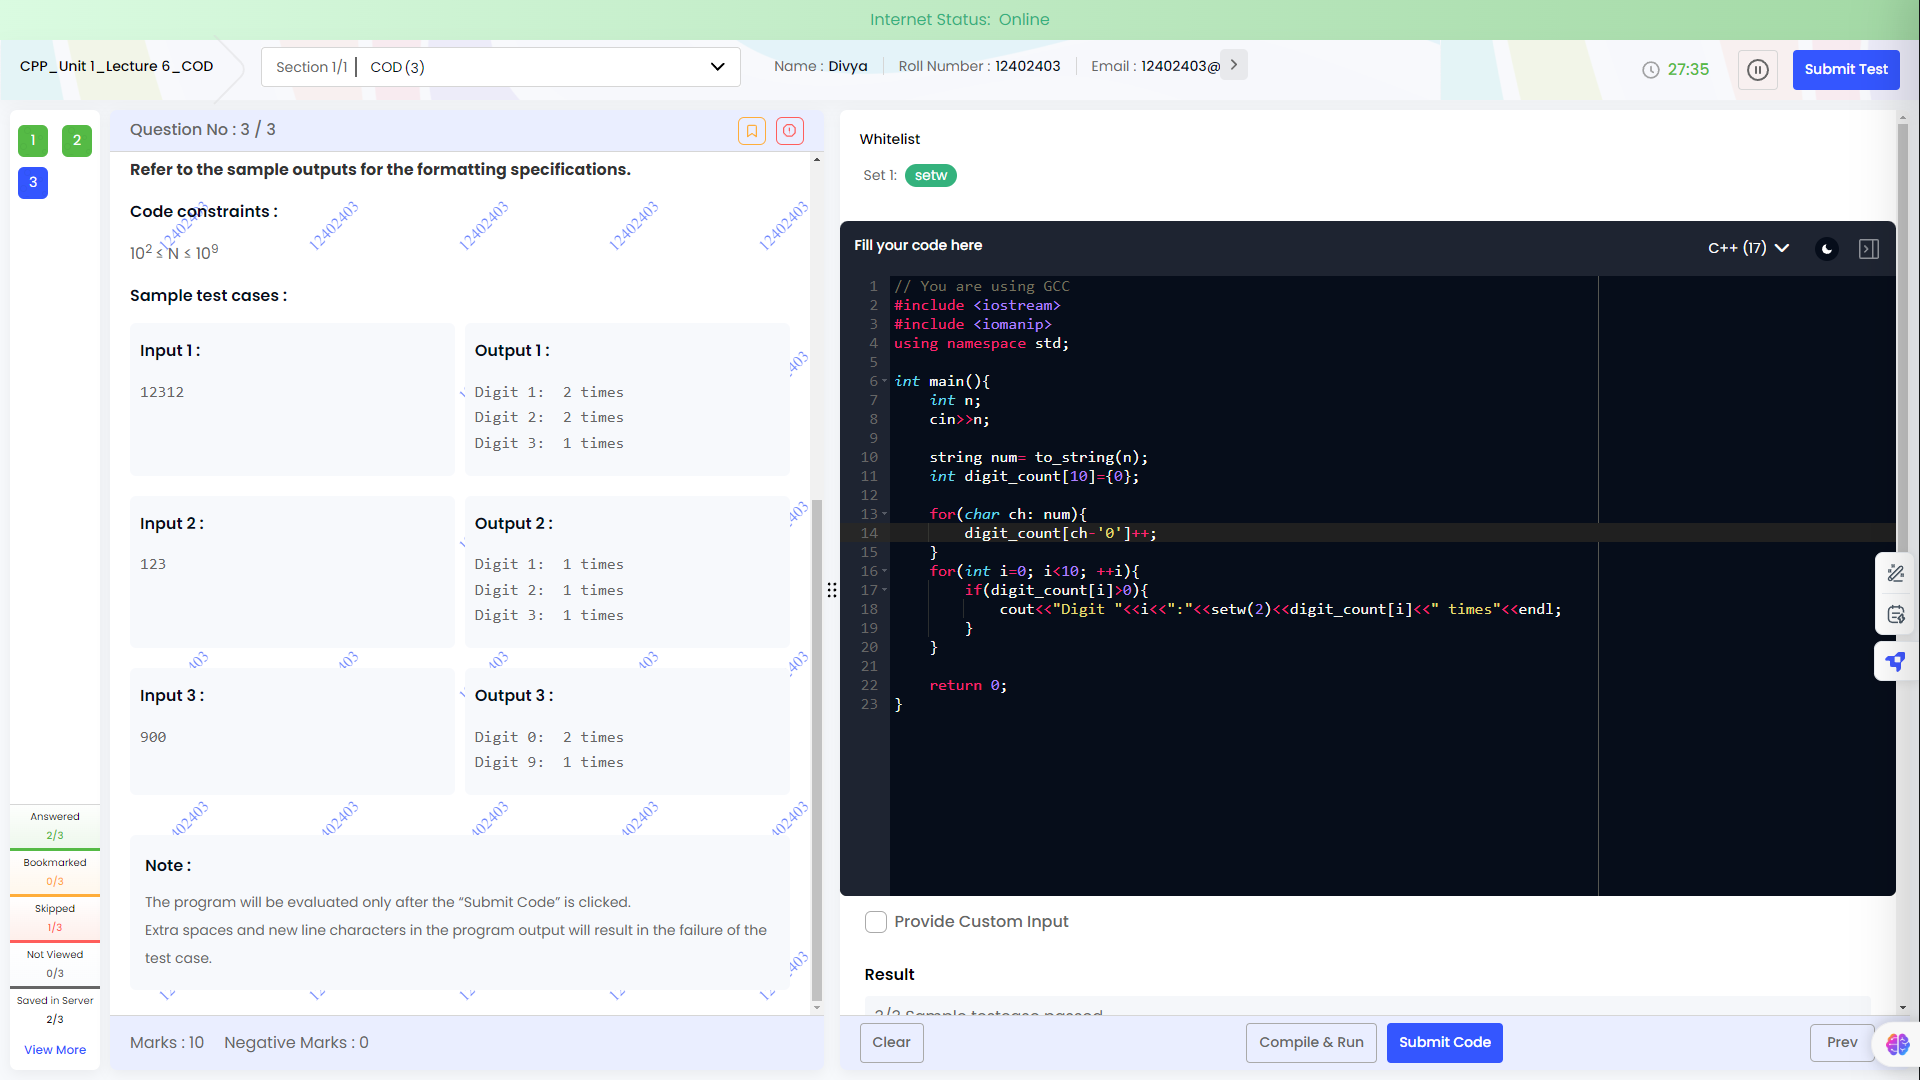 Internet Status: Online
CPP_Unit 1_Lecture 6_COD
Section 1/1 | COD (3)
Name : Divya
Roll Number : 12402403
Email : 12402403@
27:35
Submit Test
1
2
3
Question No : 3 / 3
Refer to the sample outputs for the formatting specifications.
Code constraints :
10² ≤ N ≤ 10⁹
Sample test cases :
Input 1 :
12312
Output 1 :
Digit 1:  2 times
Digit 2:  2 times
Digit 3:  1 times
Input 2 :
123
Output 2 :
Digit 1:  1 times
Digit 2:  1 times
Digit 3:  1 times
Input 3 :
900
Output 3 :
Digit 0:  2 times
Digit 9:  1 times
Note :
The program will be evaluated only after the “Submit Code” is clicked.
Extra spaces and new line characters in the program output will result in the failure of the
test case.
12402403 12402403 12402403 12402403 12402403
Answered
2/3
Bookmarked
0/3
Skipped
1/3
Not Viewed
0/3
Saved in Server
2/3
View More
Marks : 10
Negative Marks : 0
Whitelist
Set 1: setw
Fill your code here
C++ (17)
1 // You are using GCC
2 #include <iostream>
3 #include <iomanip>
4 using namespace std;
5
6 int main(){
7     int n;
8     cin>>n;
9
10     string num= to_string(n);
11     int digit_count[10]={0};
12
13     for(char ch: num){
14         digit_count[ch-'0']++;
15     }
16     for(int i=0; i<10; ++i){
17         if(digit_count[i]>0){
18             cout<<"Digit "<<i<<":"<<setw(2)<<digit_count[i]<<" times"<<endl;
19         }
20     }
21
22     return 0;
23 }
Provide Custom Input
Result
Sample testcase passed
Clear
Compile & Run
Submit Code
Prev